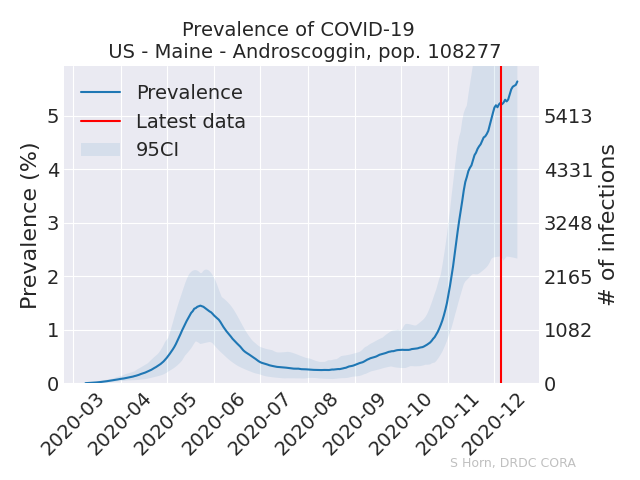 Prevalence of COVID-19
US - Maine - Androscoggin, pop. 108277
Prevalence
Latest data
95CI
Prevalence (%)
5
4
3
2
1
0
5413
4331
3248
2165
1082
0
# of infections
2020-03
2020-04
2020-05
2020-06
2020-07
2020-08
2020-09
2020-10
2020-11
2020-12
S Horn, DRDC CORA